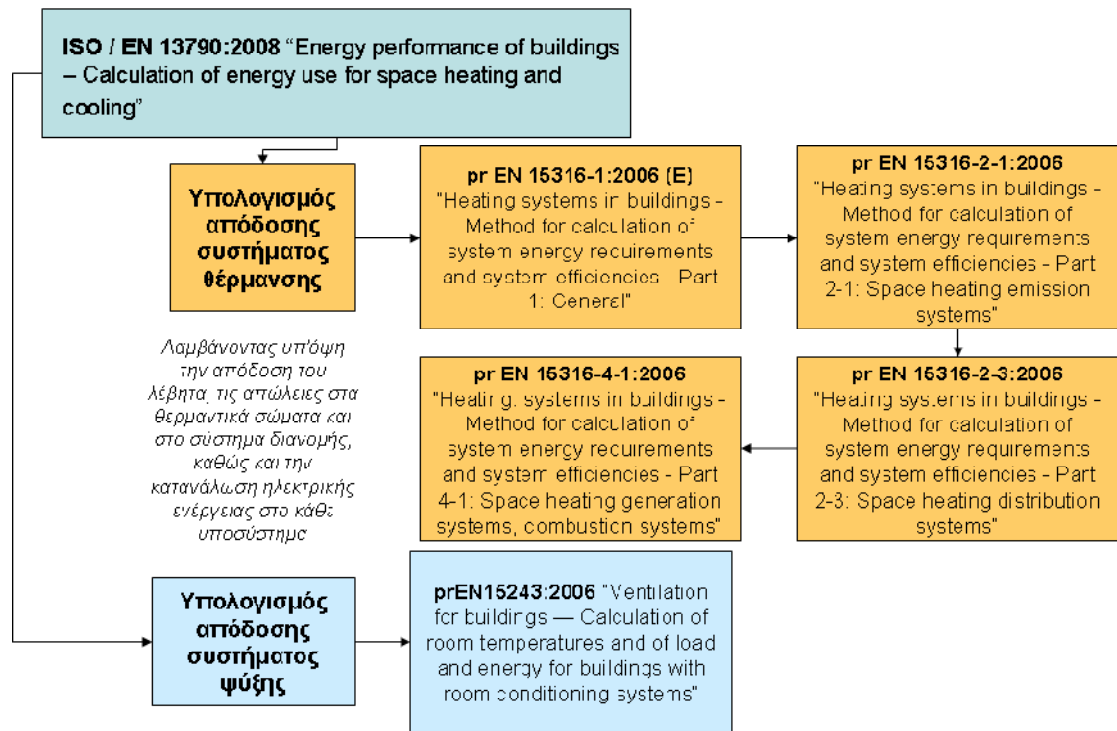 ISO / EN 13790:2008 “Energy performance of buildings
– Calculation of energy use for space heating and
cooling”
Υπολογισμός
απόδοσης
συστήματος
θέρμανσης
pr EN 15316-1:2006 (E)
“Heating systems in buildings -
Method for calculation of
system energy requirements
and system efficiencies - Part
1: General”
pr EN 15316-2-1:2006
“Heating systems in buildings -
Method for calculation of
system energy requirements
and system efficiencies - Part
2-1: Space heating emission
systems”
Λαμβάνοντας υπ'όψη
την απόδοση του
λέβητα, τις απώλειες στα
θερμαντικά σώματα και
στο σύστημα διανομής,
καθώς και την
κατανάλωση ηλεκτρικής
ενέργειας στο κάθε
υποσύστημα
pr EN 15316-4-1:2006
“Heating systems in buildings -
Method for calculation of
system energy requirements
and system efficiencies - Part
4-1: Space heating generation
systems, combustion systems”
pr EN 15316-2-3:2006
“Heating systems in buildings -
Method for calculation of
system energy requirements
and system efficiencies - Part
2-3: Space heating distribution
systems”
Υπολογισμός
απόδοσης
συστήματος
ψύξης
prEN15243:2006 “Ventilation
for buildings — Calculation of
room temperatures and of load
and energy for buildings with
room conditioning systems”